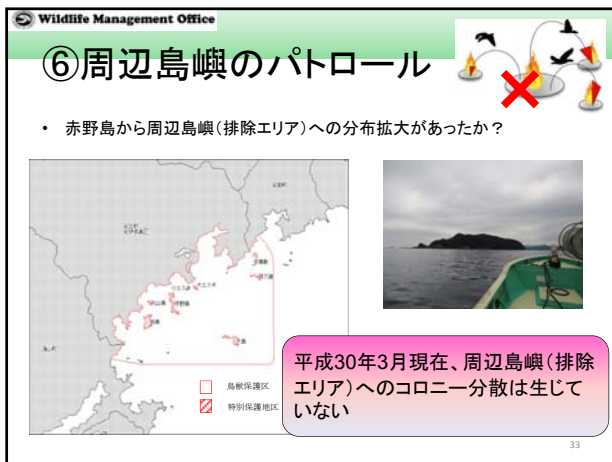 Wildlife Management Office
⑥周辺島嶼のパトロール
• 赤野島から周辺島嶼(排除エリア)への分布拡大があったか?
鳥獣保護区
特別保護地区
平成30年3月現在、周辺島嶼(排除
エリア)へのコロニー分散は生じて
いない
33